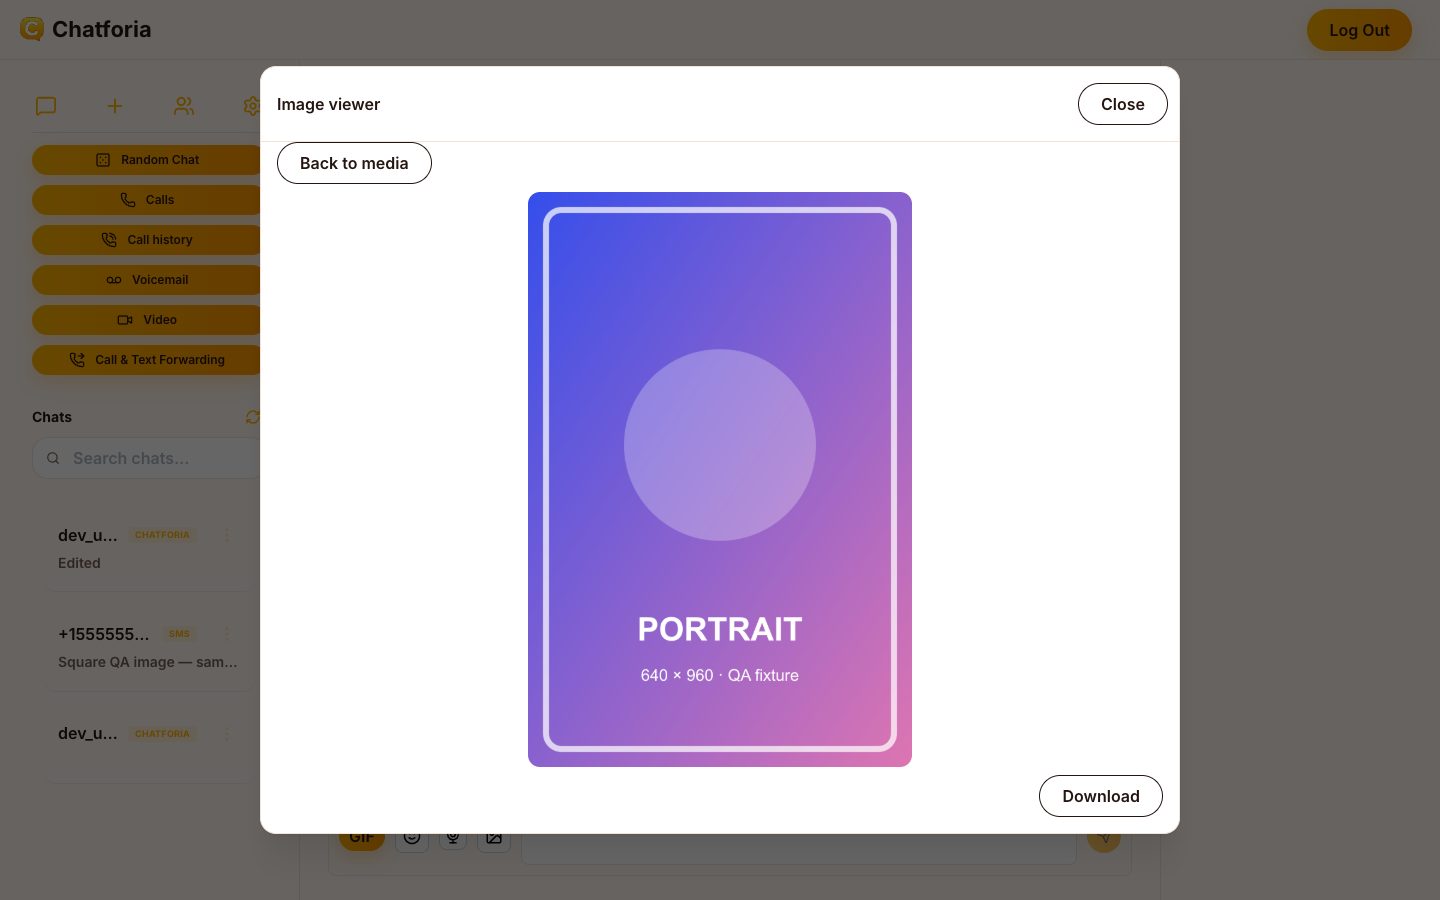 Chatforia
Log Out
Image viewer
Close
Back to media
Random Chat
Calls
Call history
Voicemail
Video
Call & Text Forwarding
Chats
Search chats...
dev_u... CHATFORIA
Edited
+1555555... SMS
Square QA image — sam...
dev_u... CHATFORIA
PORTRAIT
640 × 960 · QA fixture
Download
GIF